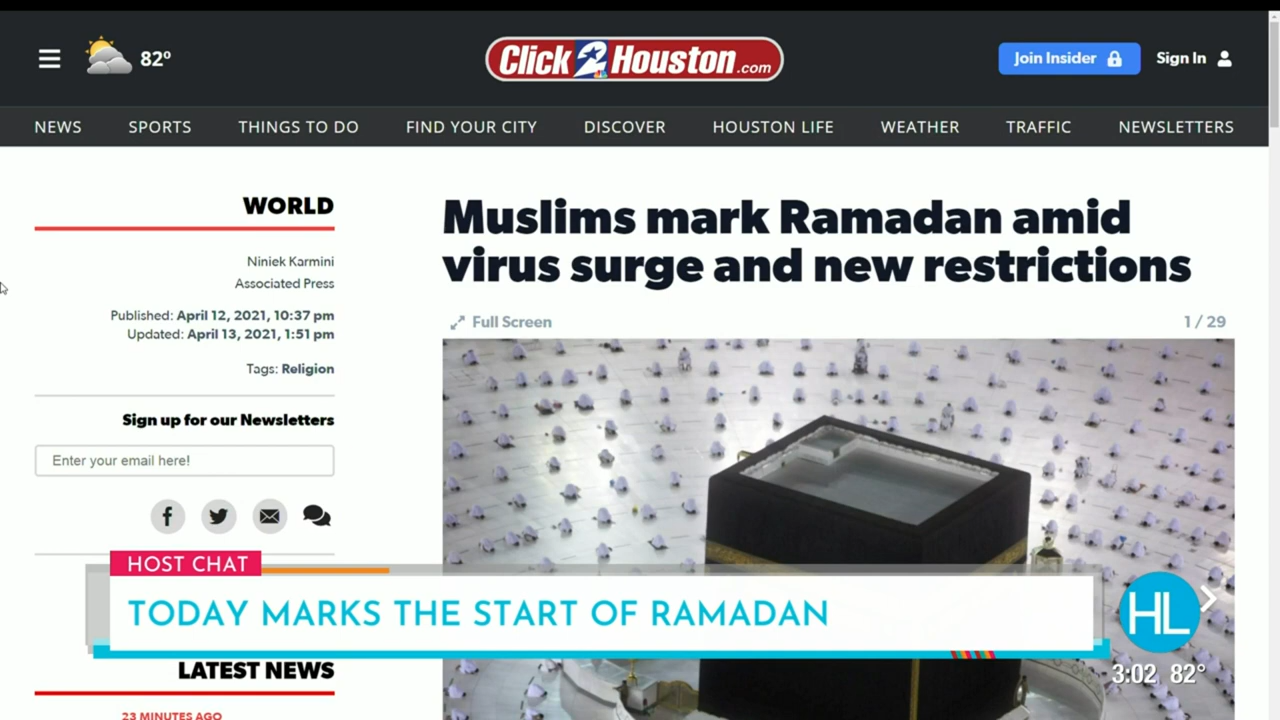 82°
Click2Houston.com
Join Insider
Sign In
NEWS
SPORTS
THINGS TO DO
FIND YOUR CITY
DISCOVER
HOUSTON LIFE
WEATHER
TRAFFIC
NEWSLETTERS
WORLD
Niniek Karmini
Associated Press
Published: April 12, 2021, 10:37 pm
Updated: April 13, 2021, 1:51 pm
Tags: Religion
Sign up for our Newsletters
Enter your email here!
Muslims mark Ramadan amid
virus surge and new restrictions
Full Screen
1 / 29
HOST CHAT
TODAY MARKS THE START OF RAMADAN
HL
3:02 82°
LATEST NEWS
23 MINUTES AGO